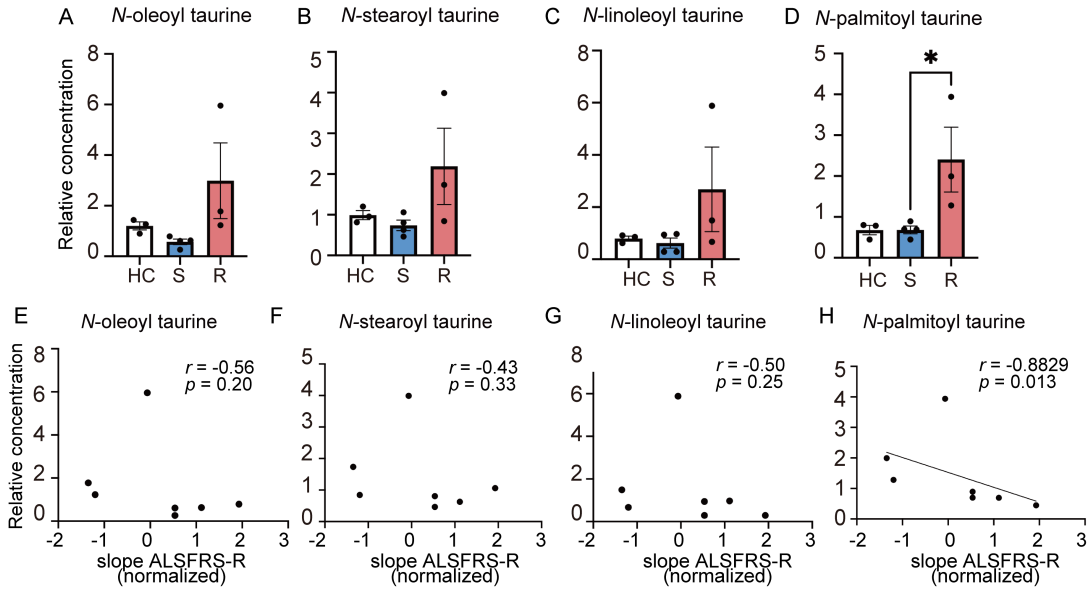 A
N-oleoyl taurine
Relative concentration
8
6
4
2
0
HC
S
R
B
N-stearoyl taurine
5
4
3
2
1
0
HC
S
R
C
N-linoleoyl taurine
8
6
4
2
0
HC
S
R
D
N-palmitoyl taurine
5
4
3
2
1
0
*
HC
S
R
E
N-oleoyl taurine
Relative concentration
8
6
4
2
0
r = -0.56
p = 0.20
-2
-1
0
1
2
3
slope ALSFRS-R
(normalized)
F
N-stearoyl taurine
5
4
3
2
1
0
r = -0.43
p = 0.33
-2
-1
0
1
2
3
slope ALSFRS-R
(normalized)
G
N-linoleoyl taurine
8
6
4
2
0
r = -0.50
p = 0.25
-2
-1
0
1
2
3
slope ALSFRS-R
(normalized)
H
N-palmitoyl taurine
5
4
3
2
1
0
r = -0.8829
p = 0.013
-2
-1
0
1
2
3
slope ALSFRS-R
(normalized)